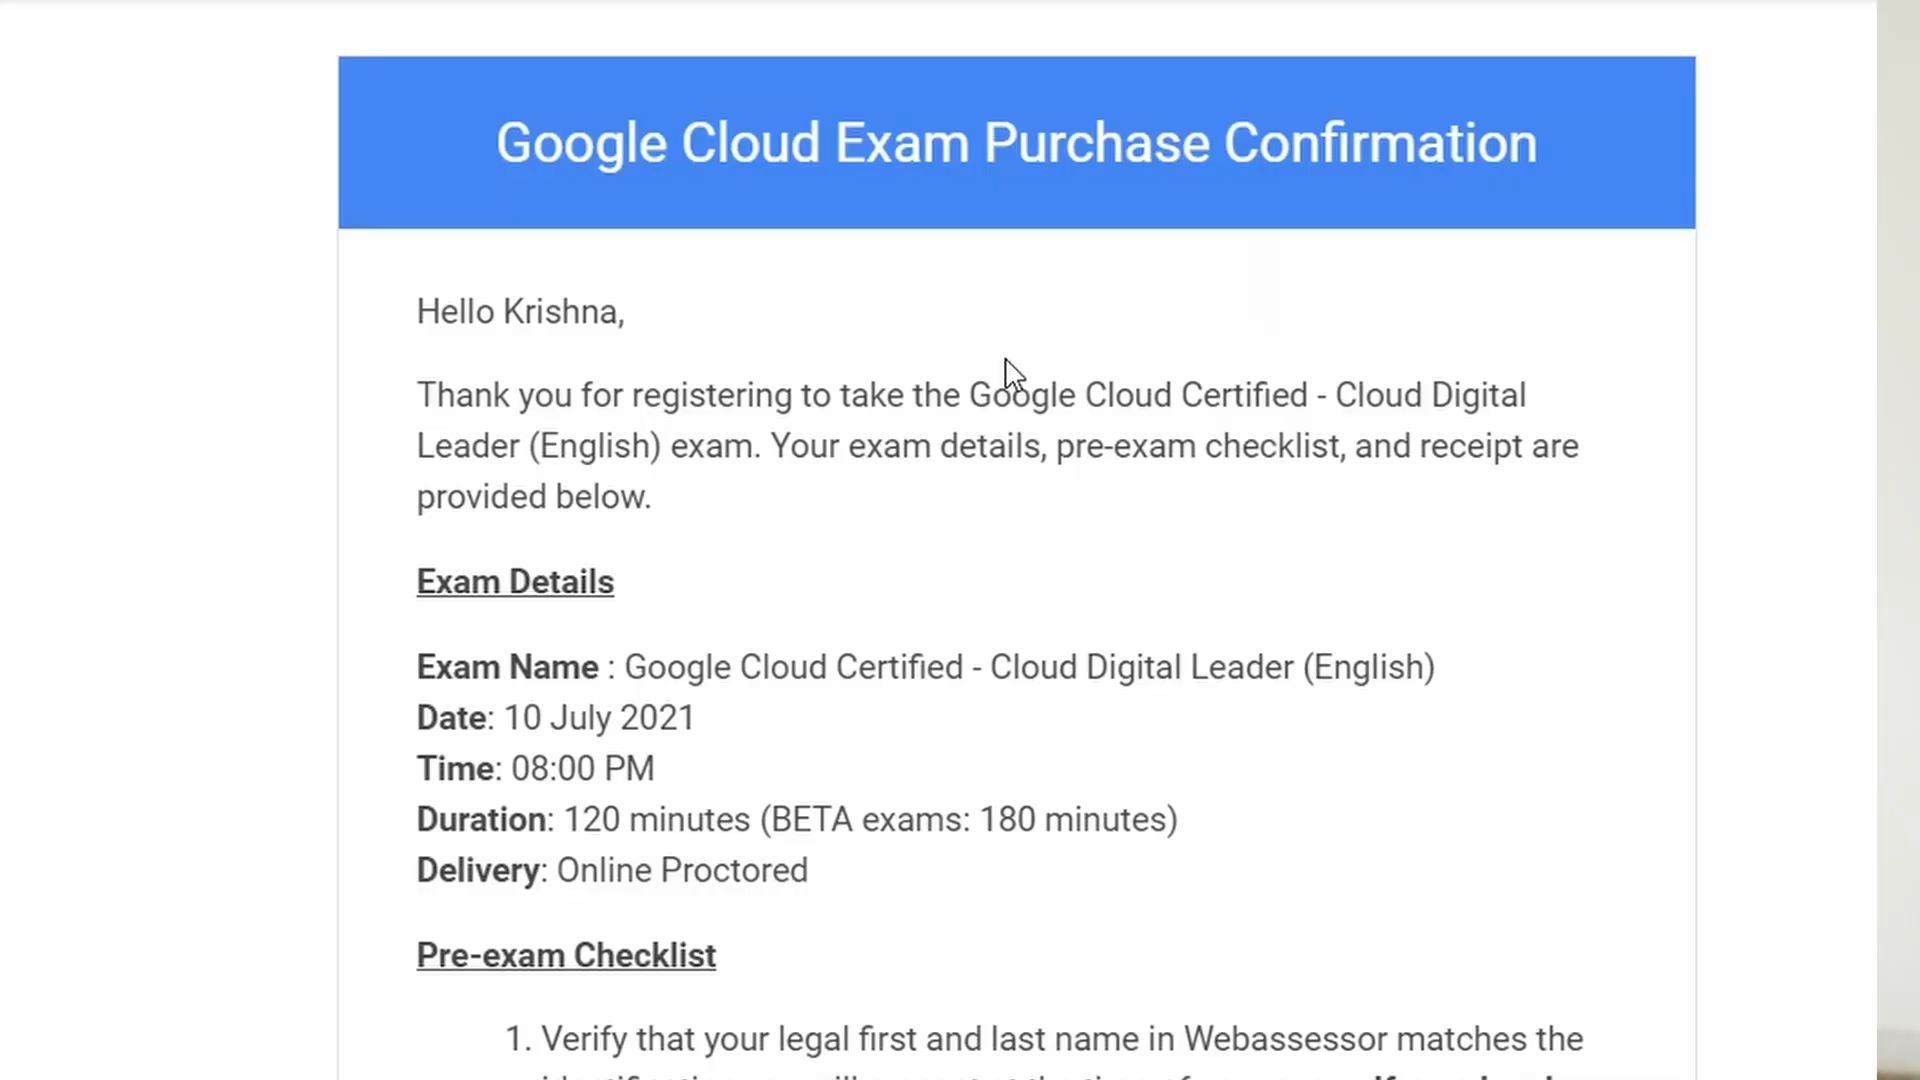 Google Cloud Exam Purchase Confirmation
Hello Krishna,
Thank you for registering to take the Google Cloud Certified - Cloud Digital
Leader (English) exam. Your exam details, pre-exam checklist, and receipt are
provided below.
Exam Details
Exam Name : Google Cloud Certified - Cloud Digital Leader (English)
Date: 10 July 2021
Time: 08:00 PM
Duration: 120 minutes (BETA exams: 180 minutes)
Delivery: Online Proctored
Pre-exam Checklist
1. Verify that your legal first and last name in Webassessor matches the